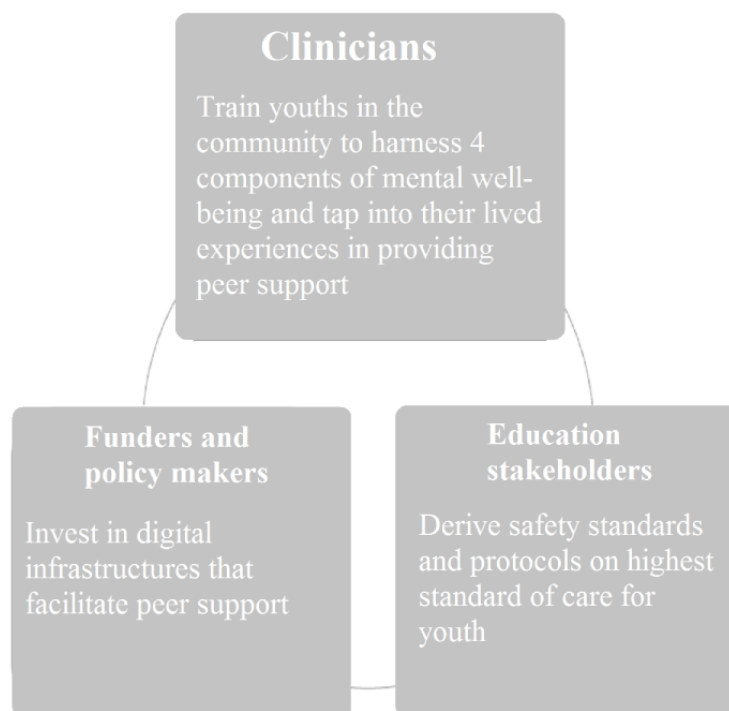 Clinicians
Train youths in the
community to harness 4
components of mental well-
being and tap into their lived
experiences in providing
peer support
Funders and
policy makers
Invest in digital
infrastructures that
facilitate peer support
Education
stakeholders
Derive safety standards
and protocols on highest
standard of care for
youth